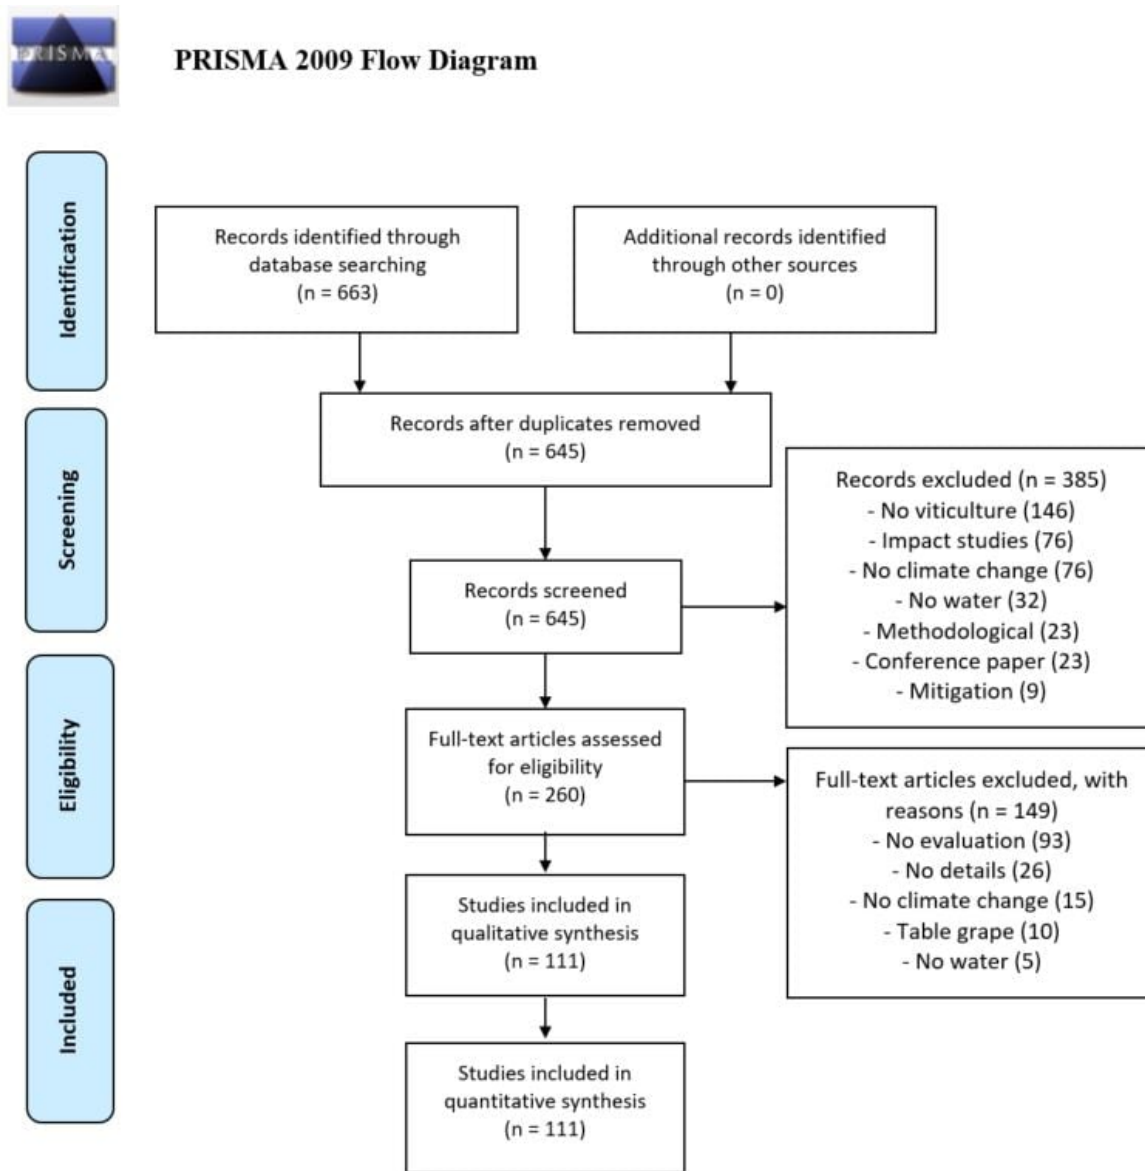 PRISMA
PRISMA 2009 Flow Diagram
Identification
Records identified through
database searching
(n = 663)
Additional records identified
through other sources
(n = 0)
Records after duplicates removed
(n = 645)
Screening
Records screened
(n = 645)
Records excluded (n = 385)
- No viticulture (146)
- Impact studies (76)
- No climate change (76)
- No water (32)
- Methodological (23)
- Conference paper (23)
- Mitigation (9)
Eligibility
Full-text articles assessed
for eligibility
(n = 260)
Full-text articles excluded, with
reasons (n = 149)
- No evaluation (93)
- No details (26)
- No climate change (15)
- Table grape (10)
- No water (5)
Included
Studies included in
qualitative synthesis
(n = 111)
Studies included in
quantitative synthesis
(n = 111)